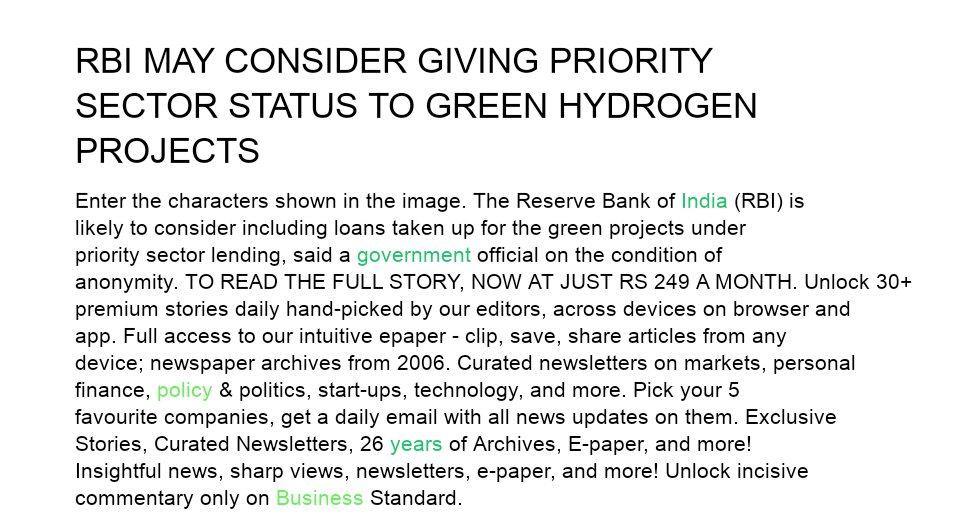 RBI MAY CONSIDER GIVING PRIORITY
SECTOR STATUS TO GREEN HYDROGEN
PROJECTS
Enter the characters shown in the image. The Reserve Bank of India (RBI) is
likely to consider including loans taken up for the green projects under
priority sector lending, said a government official on the condition of
anonymity. TO READ THE FULL STORY, NOW AT JUST RS 249 A MONTH. Unlock 30+
premium stories daily hand-picked by our editors, across devices on browser and
app. Full access to our intuitive epaper - clip, save, share articles from any
device; newspaper archives from 2006. Curated newsletters on markets, personal
finance, policy & politics, start-ups, technology, and more. Pick your 5
favourite companies, get a daily email with all news updates on them. Exclusive
Stories, Curated Newsletters, 26 years of Archives, E-paper, and more!
Insightful news, sharp views, newsletters, e-paper, and more! Unlock incisive
commentary only on Business Standard.